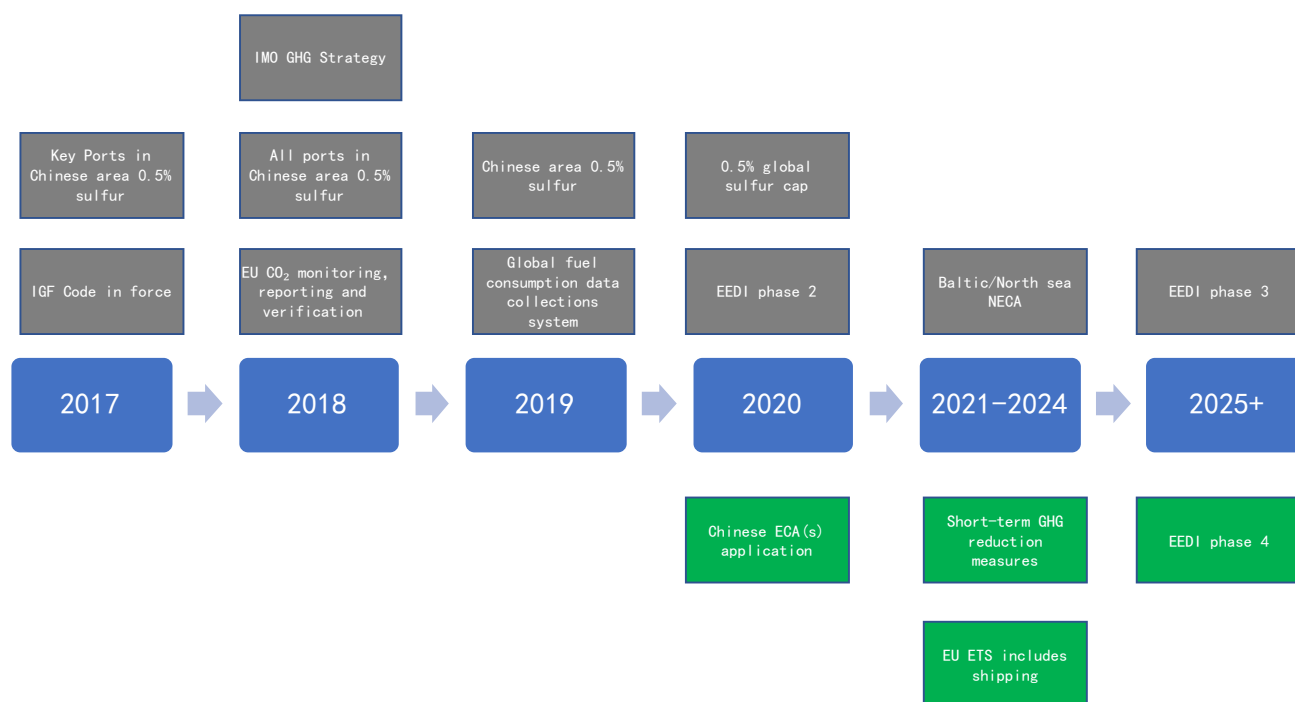 IMO GHG Strategy
Key Ports in
Chinese area 0.5%
sulfur
All ports in
Chinese area 0.5%
sulfur
Chinese area 0.5%
sulfur
0.5% global
sulfur cap
IGF Code in force
EU CO₂ monitoring,
reporting and
verification
Global fuel
consumption data
collections
system
EEDI phase 2
Baltic/North sea
NECA
EEDI phase 3
2017
2018
2019
2020
2021-2024
2025+
Chinese ECA(s)
application
Short-term GHG
reduction
measures
EEDI phase 4
EU ETS includes
shipping